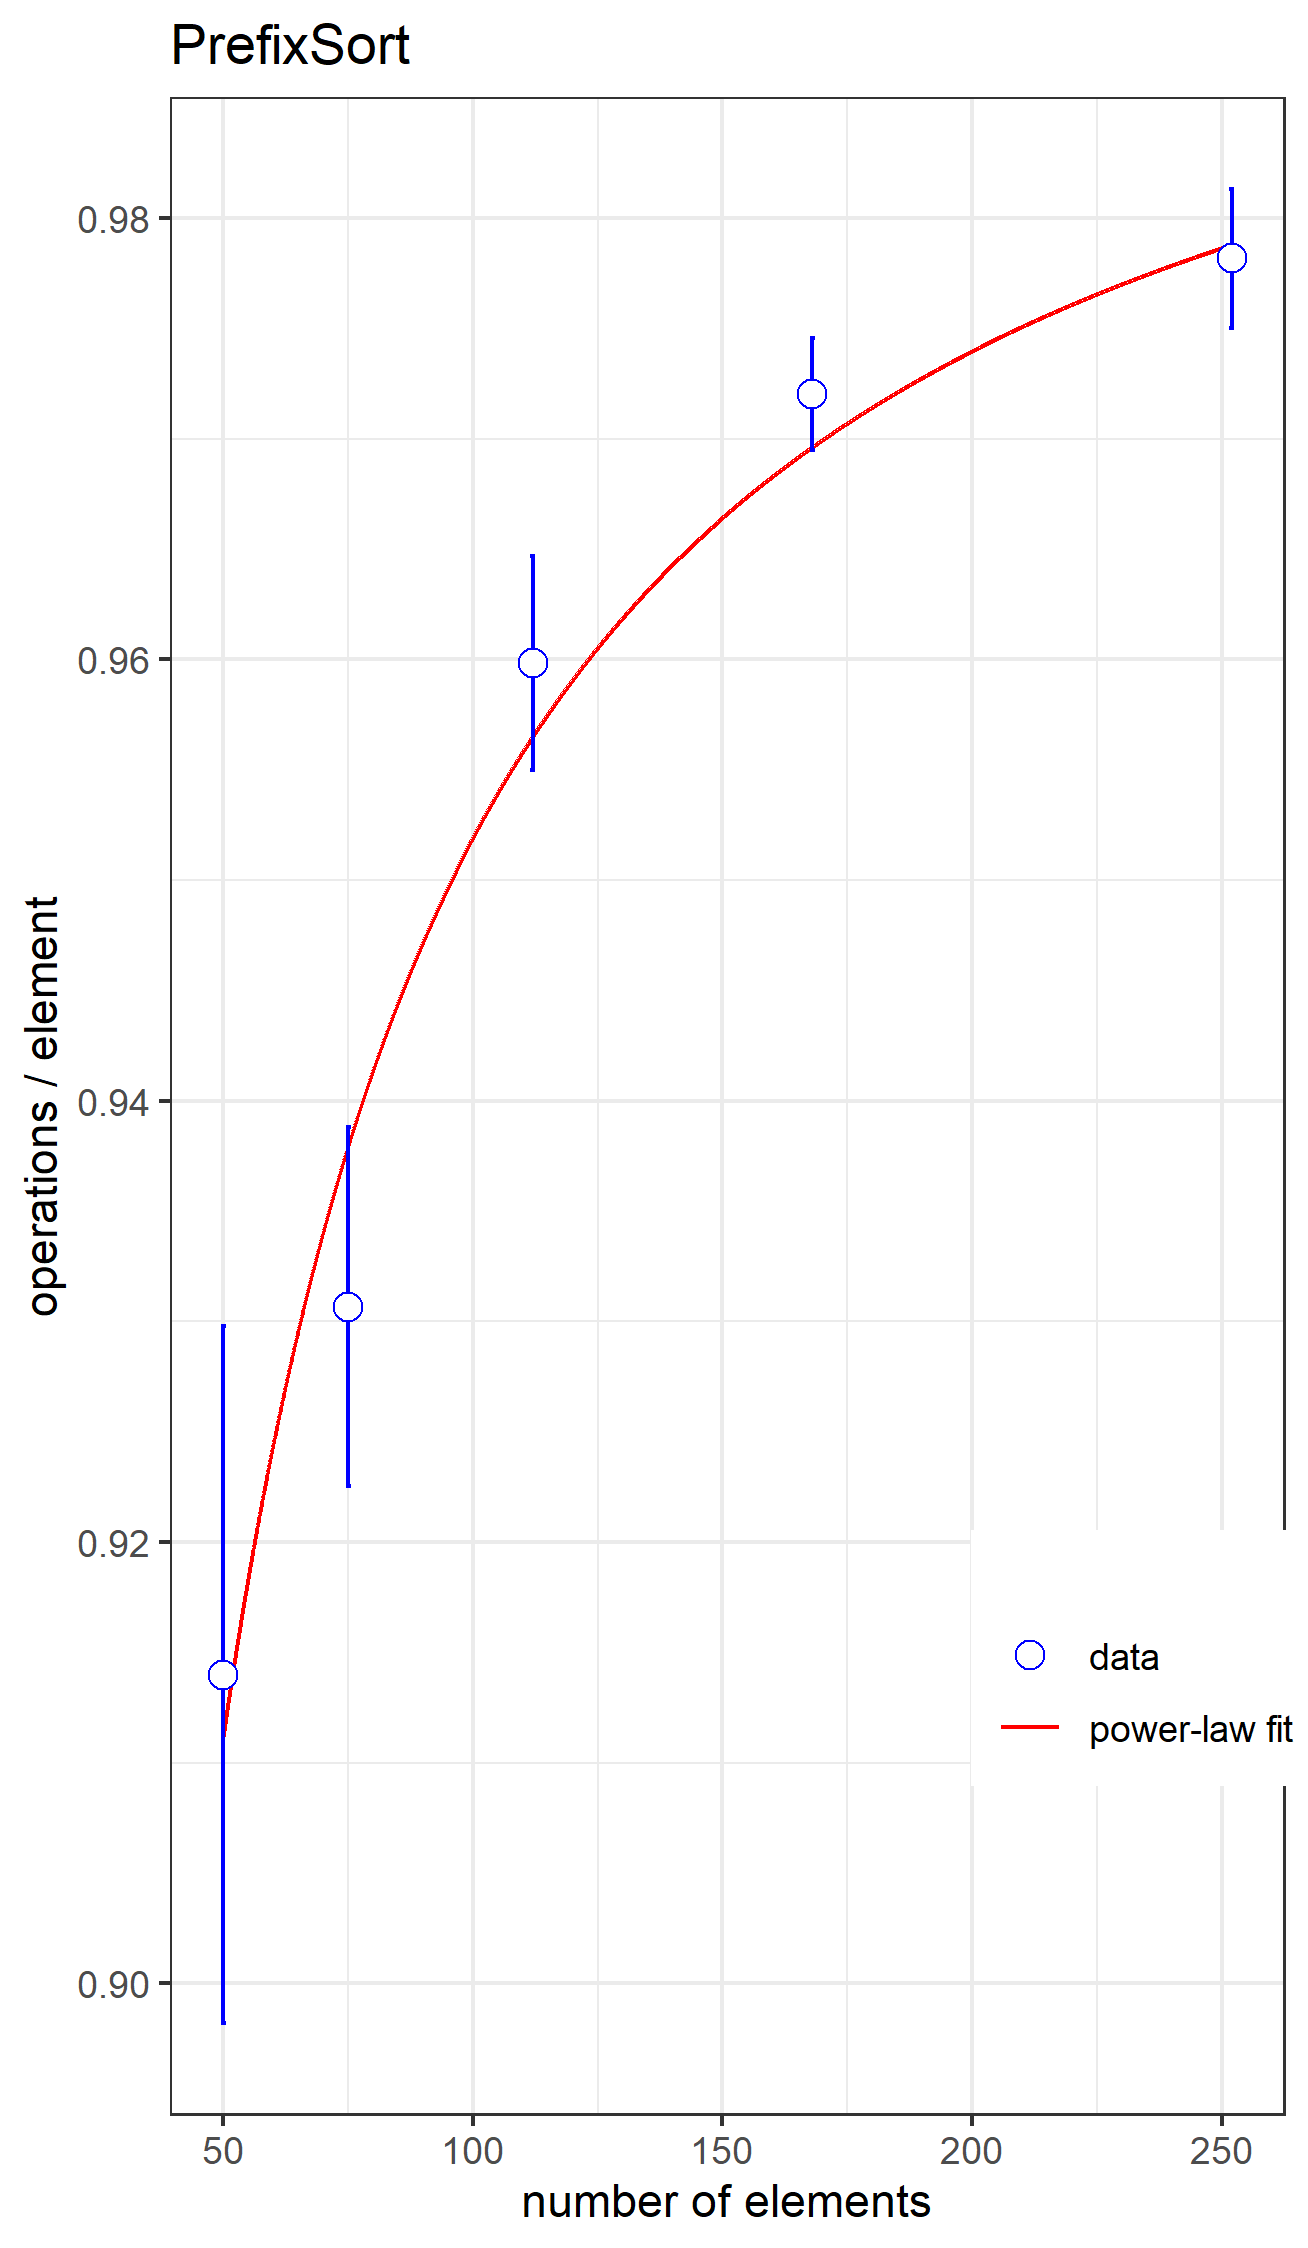 PrefixSort
operations / element
0.98
0.96
0.94
0.92
0.90
data
power-law fit
50 100 150 200 250
number of elements